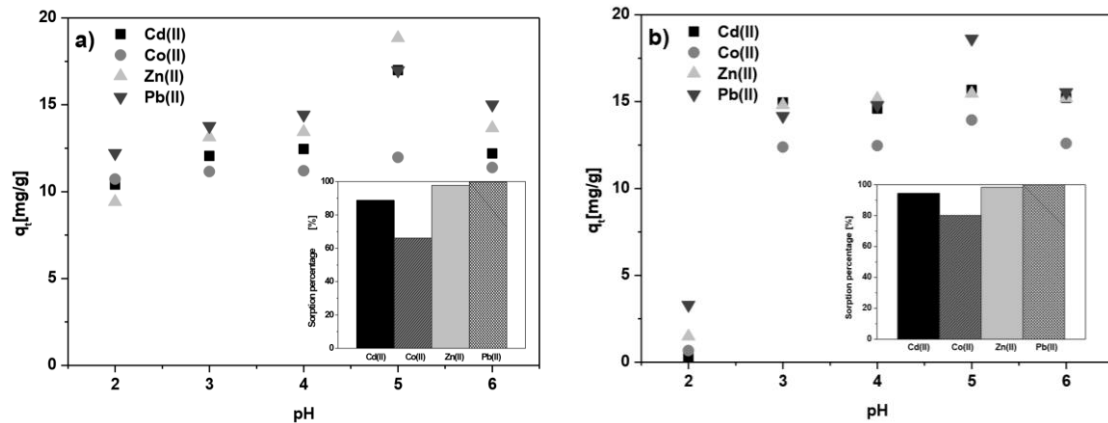 a)
Cd(II)
Co(II)
Zn(II)
Pb(II)
20
15
10
5
0
qt[mg/g]
2 3 4 5 6
pH
100
80
60
40
20
0
Sorption percentage [%]
Cd(II) Co(II) Zn(II) Pb(II)
b)
Cd(II)
Co(II)
Zn(II)
Pb(II)
20
15
10
5
0
qt[mg/g]
2 3 4 5 6
pH
100
80
60
40
20
0
Sorption percentage [%]
Cd(II) Co(II) Zn(II) Pb(II)